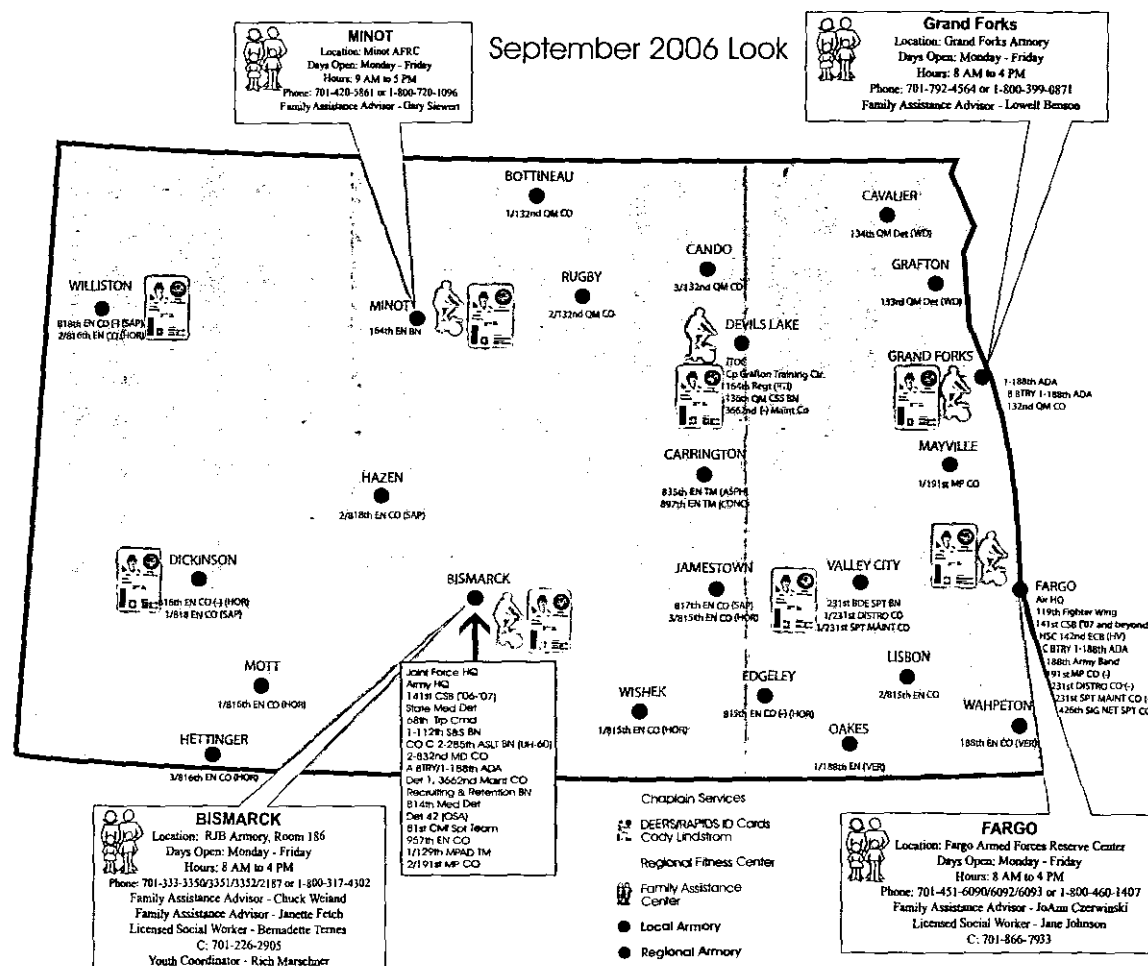 September 2006 Look
MINOT
Location: Minot AFRC
Days Open: Monday - Friday
Hours: 9 AM to 5 PM
Phone: 701-420-5861 or 1-800-720-1096
Family Assistance Advisor - Gary Siewert
Grand Forks
Location: Grand Forks Armory
Days Open: Monday - Friday
Hours: 8 AM to 4 PM
Phone: 701-792-4564 or 1-800-399-0871
Family Assistance Advisor - Lowell Benson
BOTTINEAU
1/132nd QM CO
CAVALIER
134th QM Det (WD)
CANDO
3/132nd QM CO
GRAFTON
133rd QM Det (WD)
WILLISTON
818th EN CO (-) (SAP)
2/816th EN CO (HOR)
MINOT
164th EN BN
RUGBY
2/132nd QM CO
DEVILS LAKE
Cp Grafton Training Ctr.
164th Regt (RTI)
136th QM CSS BN
3662nd (-) Maint Co
GRAND FORKS
1-188th ADA
B BTRY 1-188th ADA
132nd QM CO
MAYVILLE
1/191st MP CO
HAZEN
2/818th EN CO (SAP)
CARRINGTON
835th EN TM (ASPH)
897th EN TM (CONC)
DICKINSON
816th EN CO (-) (HOR)
1/818 EN CO (SAP)
BISMARCK
JAMESTOWN
817th EN CO (SAP)
3/815th EN CO (HOR)
VALLEY CITY
231st BDE SPT BN
1/231st DISTRO CO
1/231st SPT MAINT CO
FARGO
Air HQ
119th Fighter Wing
141st CSB ('07 and beyond
HSC 142nd ECB (HV)
C BTRY 1-188th ADA
188th Army Band
191st MP CO (-)
231st DISTRO CO (-)
231st SPT MAINT CO (-
426th SIG NET SPT CO
Joint Force HQ
Army HQ
141st CSB ('06-'07)
State Med Det
68th Trp Cmd
1-112th S&S BN
CO C 2-285th ASLT BN (UH-60)
2-832nd MD CO
A BTRY/1-188th ADA
Det 1, 3662nd Maint CO
Recruiting & Retention BN
814th Med Det
Det 42 (OSA)
81st CMF Spt Team
957th EN CO
1/129th MPAD TM
2/191st MP CO
MOTT
1/816th EN CO (HOR)
HETTINGER
3/816th EN CO (HOR)
WISHEK
1/815th EN CO (HOR)
EDGELEY
815th EN CO (-) (HOR)
LISBON
2/815th EN CO
OAKES
1/188th EN (VER)
WAHPETON
188th EN CO (VER)
BISMARCK
Location: RJB Armory, Room 186
Days Open: Monday - Friday
Hours: 8 AM to 4 PM
Phone: 701-333-3350/3351/3352/2187 or 1-800-317-4302
Family Assistance Advisor - Chuck Weiand
Family Assistance Advisor - Janette Fetch
Licensed Social Worker - Bernadette Ternes
C: 701-226-2905
Youth Coordinator - Rich Marschner
Chaplain Services
DEERS/RAPIDS ID Cards
Cody Lindstrom
Regional Fitness Center
Family Assistance
Center
Local Armory
Regional Armory
FARGO
Location: Fargo Armed Forces Reserve Center
Days Open: Monday - Friday
Hours: 8 AM to 4 PM
Phone: 701-451-6090/6092/6093 or 1-800-460-1407
Family Assistance Advisor - JoAnn Czerwinski
Licensed Social Worker - Jane Johnson
C: 701-866-7933